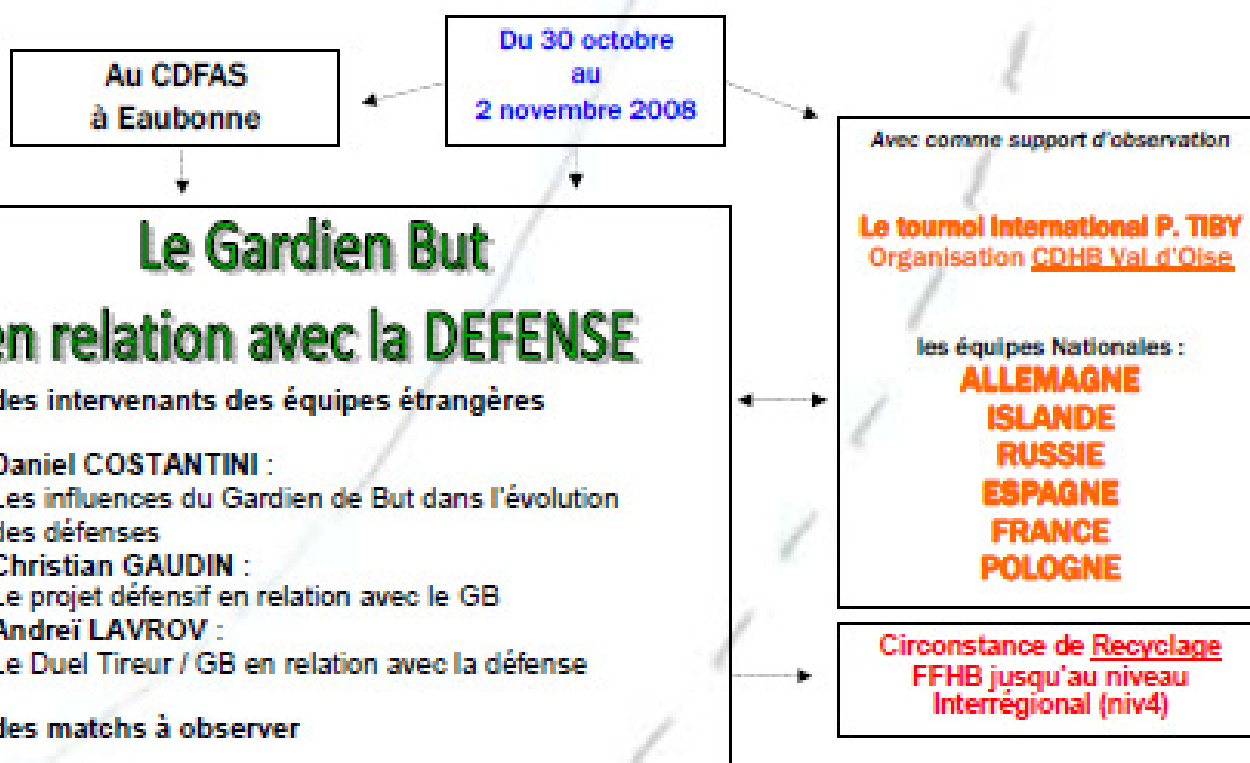 Au CDFAS
à Eaubonne
Du 30 octobre
au
2 novembre 2008
Le Gardien But
en relation avec la DEFENSE
des intervenants des équipes étrangères
Daniel COSTANTINI :
Les influences du Gardien de But dans l'évolution
des défenses
Christian GAUDIN :
Le projet défensif en relation avec le GB
Andreï LAVROV :
Le Duel Tireur / GB en relation avec la défense
des matchs à observer
Avec comme support d'observation
Le tournoi International P. TIBY
Organisation CDHB Val d'Oise
les équipes Nationales :
ALLEMAGNE
ISLANDE
RUSSIE
ESPAGNE
FRANCE
POLOGNE
Circonstance de Recyclage
FFHB jusqu'au niveau
Interrégional (niv4)